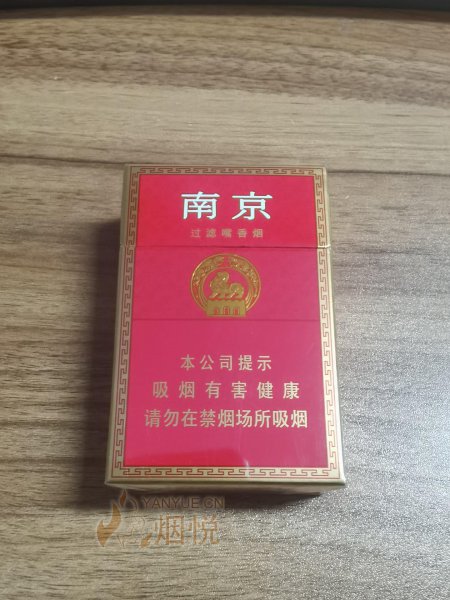 南京
过滤嘴香烟
本公司提示
吸烟有害健康
请勿在禁烟场所吸烟
YANYUE.CN
烟悦